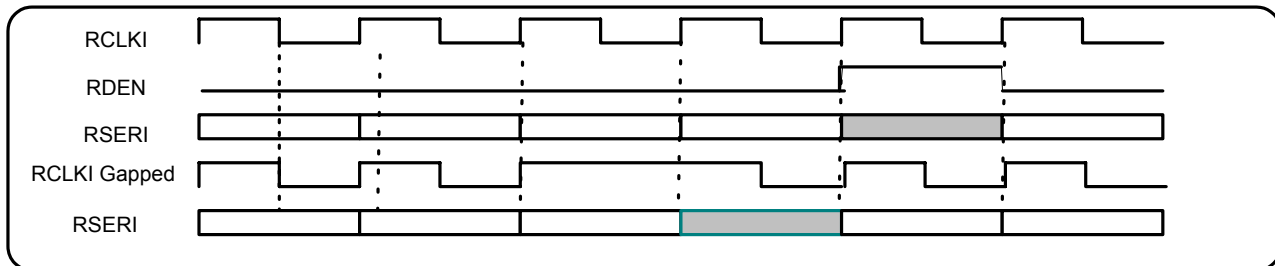 RCLKI
RDEN
RSERI
RCLKI Gapped
RSERI